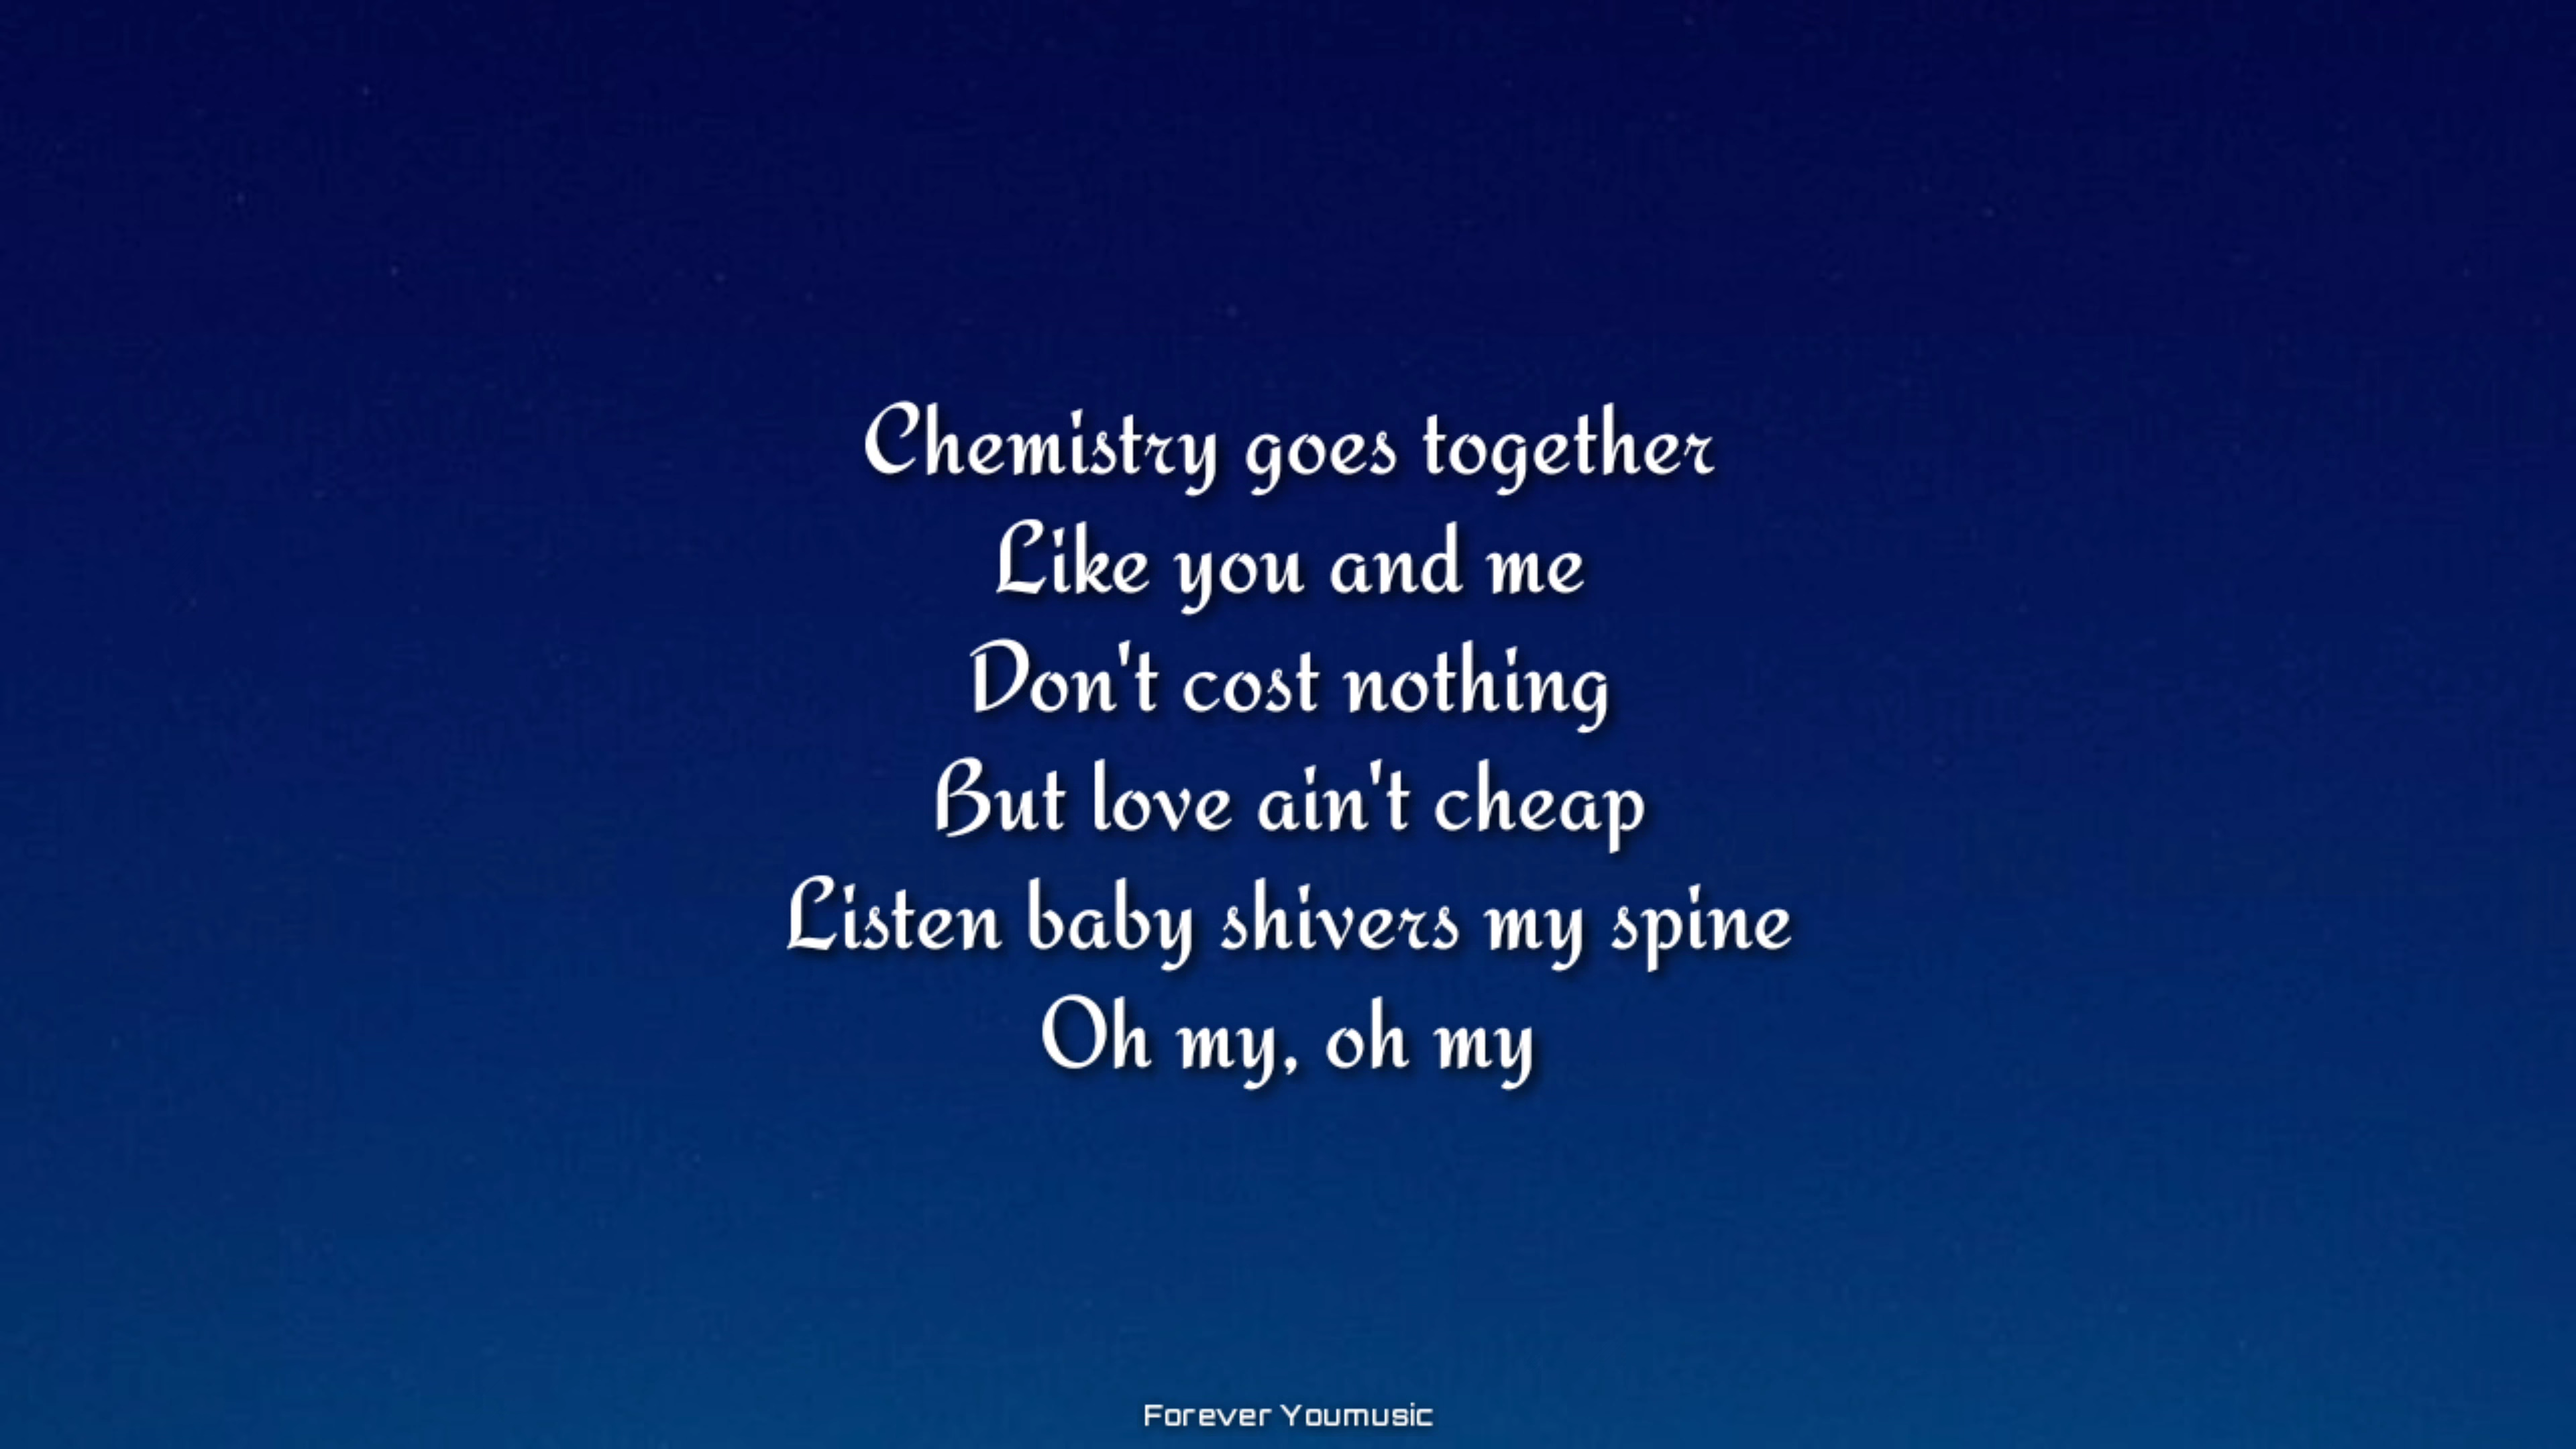 Chemistry goes together
Like you and me
Don't cost nothing
But love ain't cheap
Listen baby shivers my spine
Oh my, oh my
Forever Youmusic